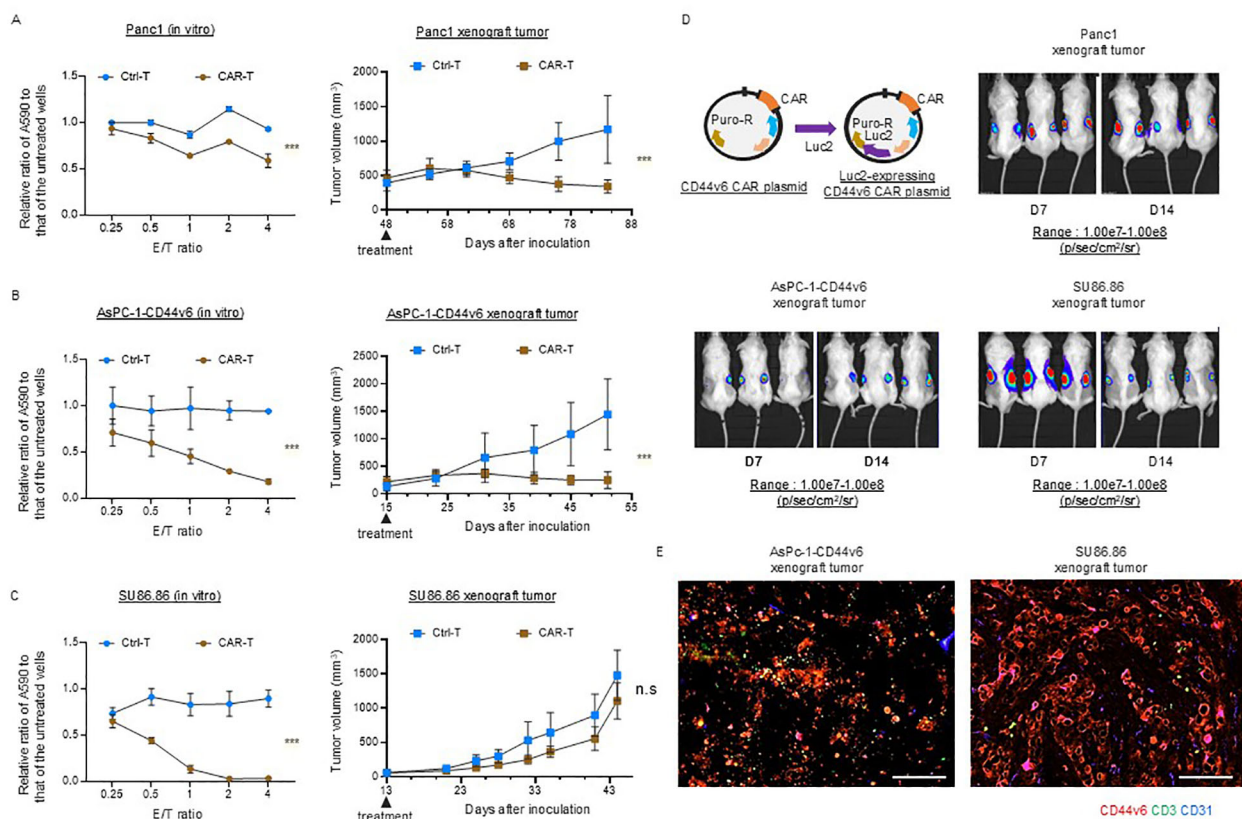 A
Panc1 (in vitro)
Ctrl-T CAR-T
Relative ratio of A590 to
that of the untreated wells
1.5
1.0
0.5
0.0
0.25 0.5 1 2 4
E/T ratio
***
Panc1 xenograft tumor
Ctrl-T CAR-T
Tumor volume (mm-3)
2000
1500
1000
500
0
48 58 68 78 88
Days after inoculation
treatment
***
B
AsPC-1-CD44v6 (in vitro)
Ctrl-T CAR-T
Relative ratio of A590 to
that of the untreated wells
1.5
1.0
0.5
0.0
0.25 0.5 1 2 4
E/T ratio
***
AsPC-1-CD44v6 xenograft tumor
Ctrl-T CAR-T
Tumor volume (mm-3)
2500
2000
1500
1000
500
0
15 25 35 45 55
Days after inoculation
treatment
***
C
SU86.86 (in vitro)
Ctrl-T CAR-T
Relative ratio of A590 to
that of the untreated wells
1.5
1.0
0.5
0.0
0.25 0.5 1 2 4
E/T ratio
***
SU86.86 xenograft tumor
Ctrl-T CAR-T
Tumor volume (mm-3)
2000
1500
1000
500
0
13 23 33 43
Days after inoculation
treatment
n.s
D
CAR
Puro-R
CD44v6 CAR plasmid
Luc2
CAR
Puro-R
Luc2
Luc2-expressing
CD44v6 CAR plasmid
Panc1
xenograft tumor
D7 D14
Range : 1.00e7-1.00e8
(p/sec/cm²/sr)
AsPC-1-CD44v6
xenograft tumor
D7 D14
Range : 1.00e7-1.00e8
(p/sec/cm²/sr)
SU86.86
xenograft tumor
D7 D14
Range : 1.00e7-1.00e8
(p/sec/cm²/sr)
E
AsPc-1-CD44v6
xenograft tumor
SU86.86
xenograft tumor
CD44v6 CD3 CD31